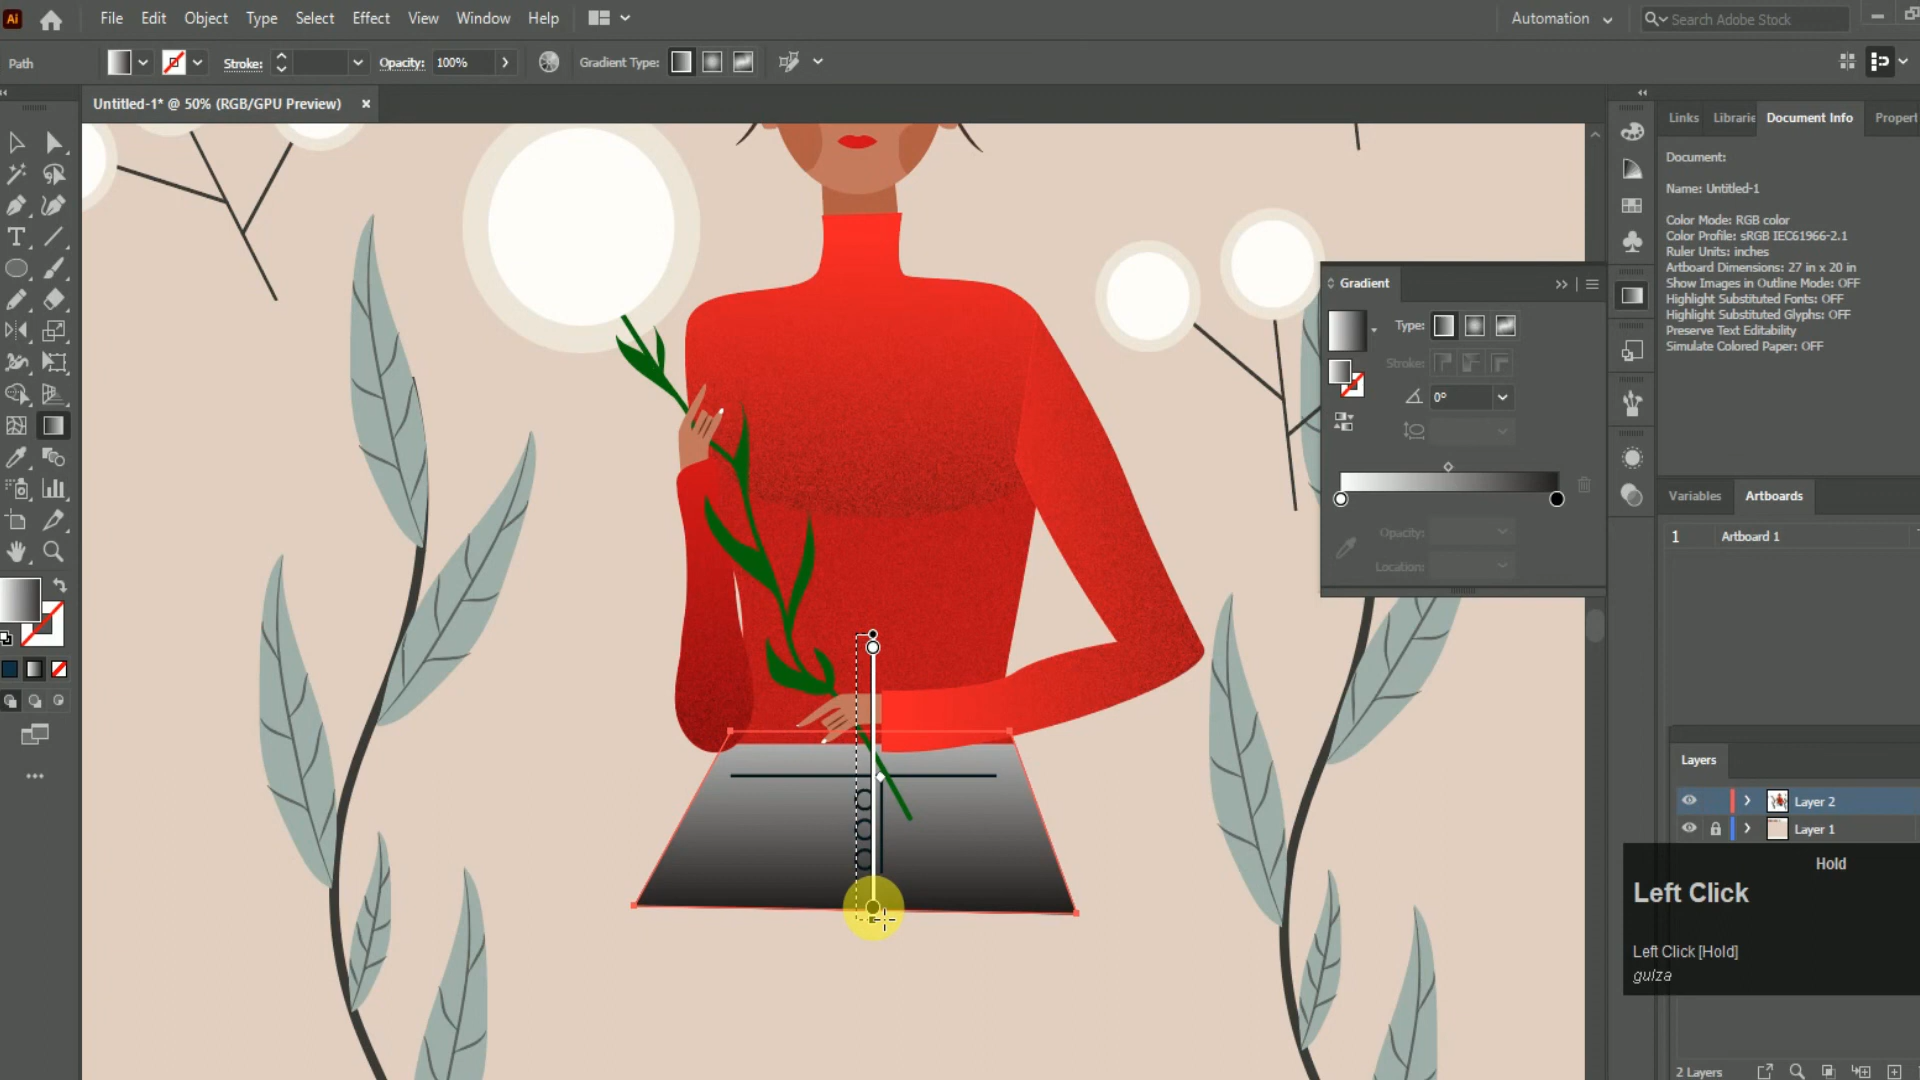 Ai File Edit Object Type Select Effect View Window Help Automation Search Adobe Stock
Path Stroke: Opacity: 100% Gradient Type:
Untitled-1* @ 50% (RGB/GPU Preview) ×
Links Librarie Document Info Properl
Document:
Name: Untitled-1
Color Mode: RGB color
Color Profile: sRGB IEC61966-2.1
Ruler Units: inches
Artboard Dimensions: 27 in x 20 in
Show Images in Outline Mode: OFF
Highlight Substituted Fonts: OFF
Highlight Substituted Glyphs: OFF
Preserve Text Editability
Simulate Colored Paper: OFF
Gradient
Type:
Stroke:
0°
Opacity:
Location:
Variables Artboards
1 Artboard 1
Layers
Layer 2
Layer 1
Hold
Left Click
Left Click [Hold]
gulza
2 Layers